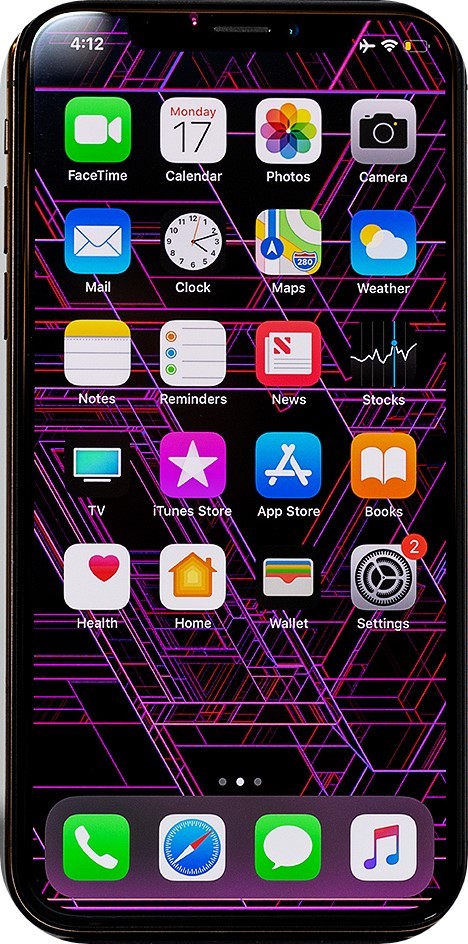 4:12
Monday
17
FaceTime
Calendar
Photos
Camera
12
280
Mail
Clock
Maps
Weather
Notes
Reminders
News
Stocks
TV
iTunes Store
App Store
Books
2
Health
Home
Wallet
Settings